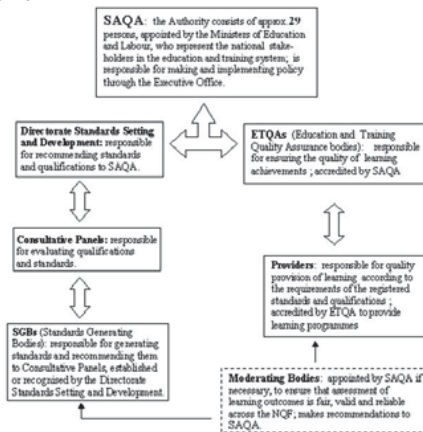 SAQA: the Authority consists of approx 29
persons, appointed by the Ministers of Education
and Labour, who represent the national stake-
holders in the education and training system; is
responsible for making and implementing policy
through the Executive Office.
Directorate Standards Setting
and Development: responsible
for recommending standards
and qualifications to SAQA.
ETQAs (Education and Training
Quality Assurance bodies): responsible
for ensuring the quality of learning
achievements ; accredited by SAQA
Consultative Panels: responsible
for evaluating qualifications
and standards.
Providers: responsible for quality
provision of learning according to
the requirements of the registered
standards and qualifications ;
accredited by ETQA to provide
learning programmes
SGBs (Standards Generating
Bodies): responsible for generating
standards and recommending them
to Consultative Panels, established
or recognised by the Directorate
Standards Setting and Development.
Moderating Bodies: appointed by SAQA if
necessary, to ensure that assessment of
learning outcomes is fair, valid and reliable
across the NQF; makes recommendations to
SAQA.